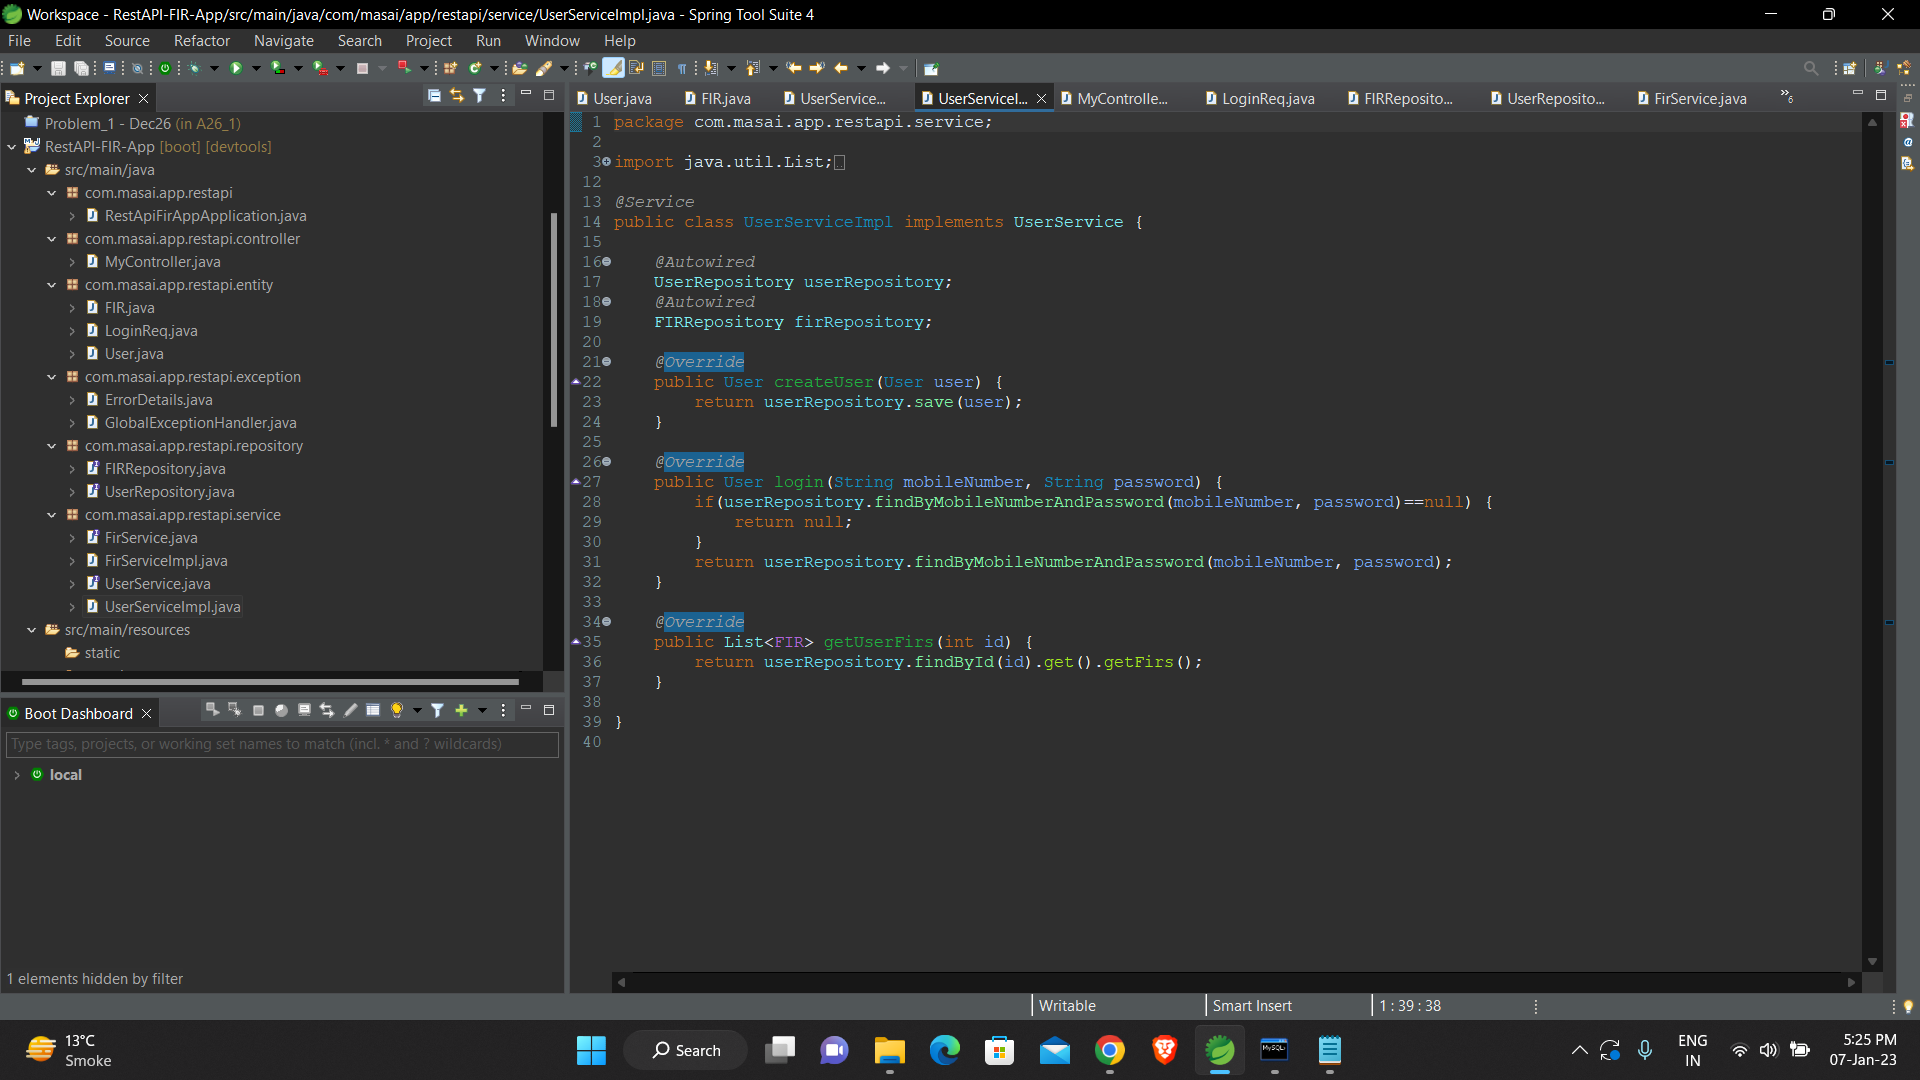 Workspace - RestAPI-FIR-App/src/main/java/com/masai/app/restapi/service/UserServiceImpl.java - Spring Tool Suite 4
File Edit Source Refactor Navigate Search Project Run Window Help
Project Explorer
Problem_1 - Dec26 (in A26_1)
RestAPI-FIR-App [boot] [devtools]
src/main/java
com.masai.app.restapi
RestApiFirAppApplication.java
com.masai.app.restapi.controller
MyController.java
com.masai.app.restapi.entity
FIR.java
LoginReq.java
User.java
com.masai.app.restapi.exception
ErrorDetails.java
GlobalExceptionHandler.java
com.masai.app.restapi.repository
FIRRepository.java
UserRepository.java
com.masai.app.restapi.service
FirService.java
FirServiceImpl.java
UserService.java
UserServiceImpl.java
src/main/resources
static
Boot Dashboard
Type tags, projects, or working set names to match (incl. * and ? wildcards)
local
1 elements hidden by filter
User.java FIR.java UserService... UserServiceI... MyControlle... LoginReq.java FIRReposito... UserReposito... FirService.java »6
1 package com.masai.app.restapi.service;
2
3 import java.util.List;
12
13 @Service
14 public class UserServiceImpl implements UserService {
15
16 @Autowired
17 UserRepository userRepository;
18 @Autowired
19 FIRRepository firRepository;
20
21 @Override
22 public User createUser(User user) {
23 return userRepository.save(user);
24 }
25
26 @Override
27 public User login(String mobileNumber, String password) {
28 if(userRepository.findByMobileNumberAndPassword(mobileNumber, password)==null) {
29 return null;
30 }
31 return userRepository.findByMobileNumberAndPassword(mobileNumber, password);
32 }
33
34 @Override
35 public List<FIR> getUserFirs(int id) {
36 return userRepository.findById(id).get().getFirs();
37 }
38
39 }
40
Writable Smart Insert 1 : 39 : 38
13°C
Smoke
Search
MySQL
ENG
IN
5:25 PM
07-Jan-23